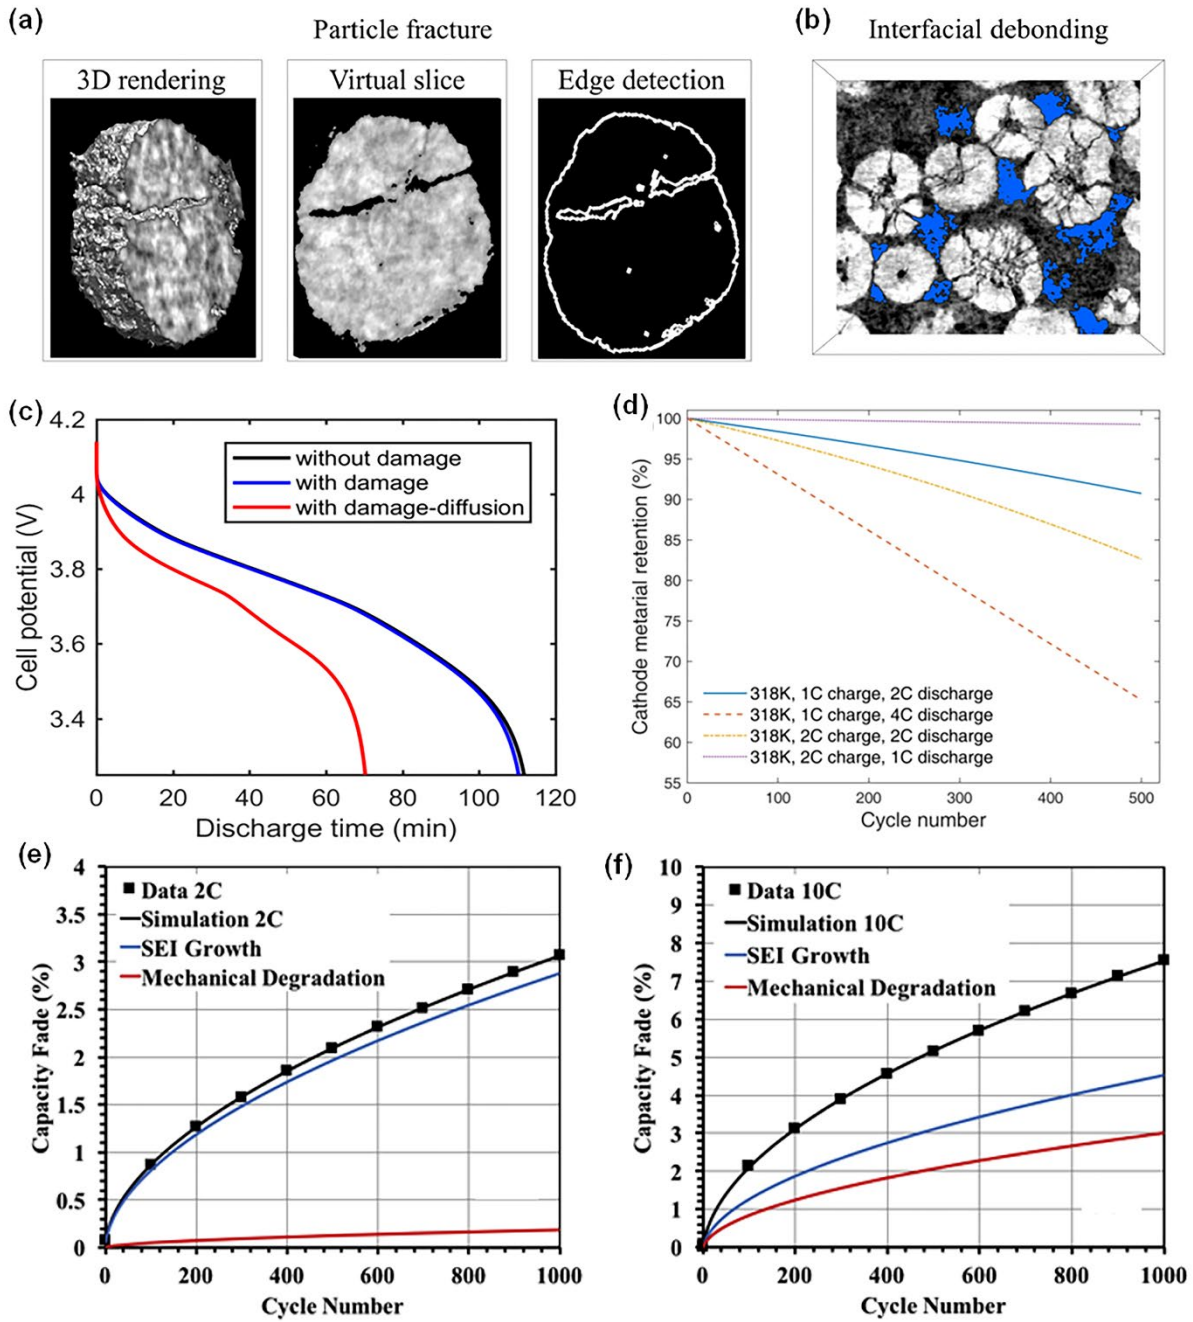 (a)
Particle fracture
3D rendering
Virtual slice
Edge detection
(b)
Interfacial debonding
(c)
4.2
4
3.8
3.6
3.4
Cell potential (V)
without damage
with damage
with damage-diffusion
0 20 40 60 80 100 120
Discharge time (min)
(d)
100
95
90
85
80
75
70
65
60
55
Cathode metarial retention (%)
318K, 1C charge, 2C discharge
318K, 1C charge, 4C discharge
318K, 2C charge, 2C discharge
318K, 2C charge, 1C discharge
0 100 200 300 400 500
Cycle number
(e)
4
3.5
3
2.5
2
1.5
1
0.5
0
Capacity Fade (%)
Data 2C
Simulation 2C
SEI Growth
Mechanical Degradation
0 200 400 600 800 1000
Cycle Number
(f)
10
9
8
7
6
5
4
3
2
1
0
Capacity Fade (%)
Data 10C
Simulation 10C
SEI Growth
Mechanical Degradation
0 200 400 600 800 1000
Cycle Number